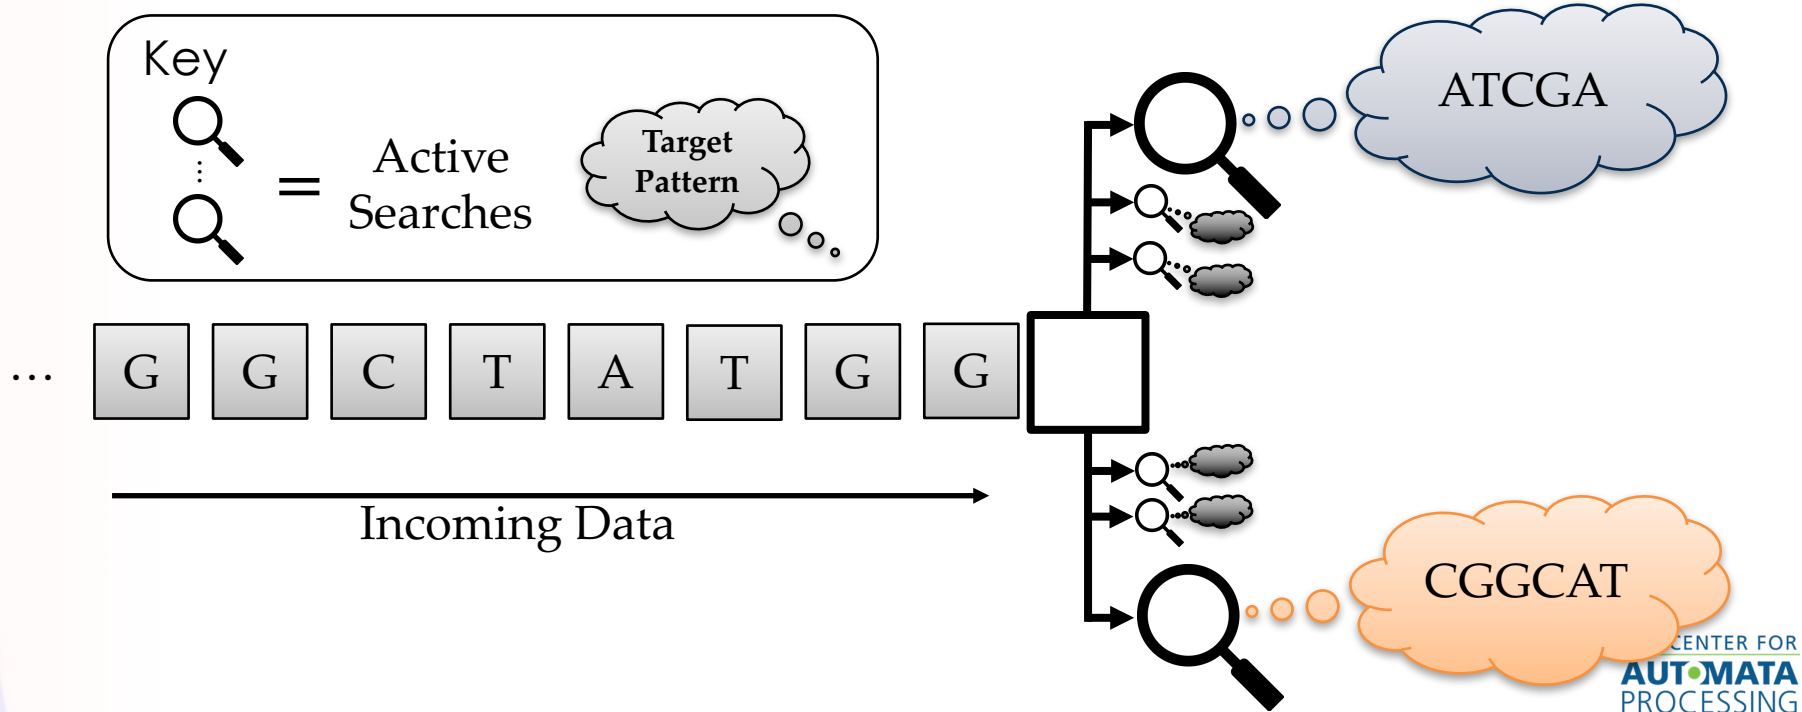 Key
Active
Searches
=
Target
Pattern
ATCGA
... G G C T A T G G
Incoming Data
CGGCAT
CENTER FOR
AUTOMATA
PROCESSING